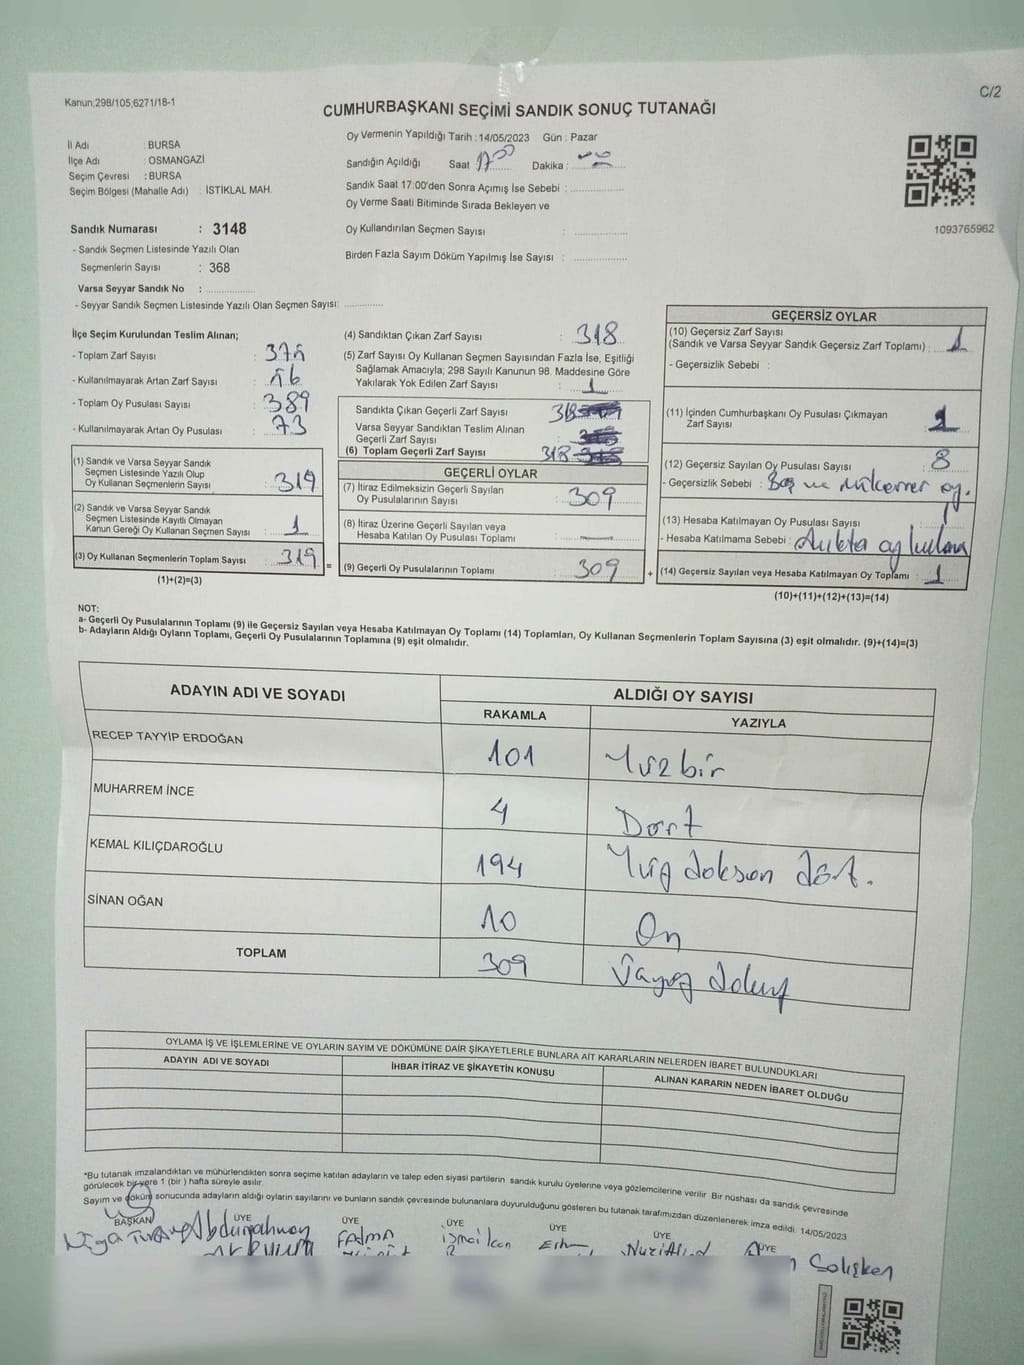 Kanun;298/105;6271/18-1
C/2
CUMHURBAŞKANI SEÇİMİ SANDIK SONUÇ TUTANAĞI
İl Adı : BURSA
İlçe Adı : OSMANGAZİ
Seçim Çevresi : BURSA
Seçim Bölgesi (Mahalle Adı) : İSTİKLAL MAH.
Oy Vermenin Yapıldığı Tarih : 14/05/2023 Gün : Pazar
Sandığın Açıldığı Saat 17 00 Dakika :
Sandık Saat 17:00'den Sonra Açımış İse Sebebi :
Oy Verme Saati Bitiminde Sırada Bekleyen ve
Oy Kullandırılan Seçmen Sayısı :
Birden Fazla Sayım Döküm Yapılmış İse Sayısı :
1093765962
Sandık Numarası : 3148
- Sandık Seçmen Listesinde Yazılı Olan
Seçmenlerin Sayısı : 368
Varsa Seyyar Sandık No :
- Seyyar Sandık Seçmen Listesinde Yazılı Olan Seçmen Sayısı:
İlçe Seçim Kurulundan Teslim Alınan;
- Toplam Zarf Sayısı :
- Kullanılmayarak Artan Zarf Sayısı :
- Toplam Oy Pusulası Sayısı : 389
- Kullanılmayarak Artan Oy Pusulası : 73
(1) Sandık ve Varsa Seyyar Sandık
Seçmen Listesinde Yazılı Olup
Oy Kullanan Seçmenlerin Sayısı : 319
(2) Sandık ve Varsa Seyyar Sandık
Seçmen Listesinde Kayıtlı Olmayan
Kanun Gereği Oy Kullanan Seçmen Sayısı : 1
(3) Oy Kullanan Seçmenlerin Toplam Sayısı : 319 =
(1)+(2)=(3)
(4) Sandıktan Çıkan Zarf Sayısı : 318
(5) Zarf Sayısı Oy Kullanan Seçmen Sayısından Fazla İse, Eşitliği
Sağlamak Amacıyla; 298 Sayılı Kanunun 98. Maddesine Göre
Yakılarak Yok Edilen Zarf Sayısı : 1
Sandıkta Çıkan Geçerli Zarf Sayısı 318
Varsa Seyyar Sandıktan Teslim Alınan
Geçerli Zarf Sayısı :
(6) Toplam Geçerli Zarf Sayısı 318
GEÇERLİ OYLAR
(7) İtiraz Edilmeksizin Geçerli Sayılan
Oy Pusulalarının Sayısı : 309
(8) İtiraz Üzerine Geçerli Sayılan veya
Hesaba Katılan Oy Pusulası Toplamı :
(9) Geçerli Oy Pusulalarının Toplamı : 309 +
GEÇERSİZ OYLAR
(10) Geçersiz Zarf Sayısı
(Sandık ve Varsa Seyyar Sandık Geçersiz Zarf Toplamı) : 1
- Geçersizlik Sebebi :
(11) İçinden Cumhurbaşkanı Oy Pusulası Çıkmayan
Zarf Sayısı : 1
(12) Geçersiz Sayılan Oy Pusulası Sayısı : 8
- Geçersizlik Sebebi : Boş ve Mükerrer oy.
(13) Hesaba Katılmayan Oy Pusulası Sayısı : 1
- Hesaba Katılmama Sebebi : oy
(14) Geçersiz Sayılan veya Hesaba Katılmayan Oy Toplamı : 1
(10)+(11)+(12)+(13)=(14)
NOT:
a- Geçerli Oy Pusulalarının Toplamı (9) ile Geçersiz Sayılan veya Hesaba Katılmayan Oy Toplamı (14) Toplamları, Oy Kullanan Seçmenlerin Toplam Sayısına (3) eşit olmalıdır. (9)+(14)=(3)
b- Adayların Aldığı Oyların Toplamı, Geçerli Oy Pusulalarının Toplamına (9) eşit olmalıdır.
ADAYIN ADI VE SOYADI
ALDIĞI OY SAYISI
RAKAMLA YAZIYLA
RECEP TAYYİP ERDOĞAN 101 Yüz bir
MUHARREM İNCE 4 Dört
KEMAL KILIÇDAROĞLU 194 Yüz doksan dört.
SİNAN OĞAN 10 On
TOPLAM 309 Üçyüz dokuz
OYLAMA İŞ VE İŞLEMLERİNE VE OYLARIN SAYIM VE DÖKÜMÜNE DAİR ŞİKAYETLERLE BUNLARA AİT KARARLARIN NELERDEN İBARET BULUNDUKLARI
ADAYIN ADI VE SOYADI İHBAR İTİRAZ VE ŞİKAYETİN KONUSU ALINAN KARARIN NEDEN İBARET OLDUĞU
*Bu tutanak imzalandıktan ve mühürlendikten sonra seçime katılan adayların ve talep eden siyasi partilerin sandık kurulu üyelerine veya gözlemcilerine verilir. Bir nüshası da sandık çevresinde
görülecek bir yere 1 (bir) hafta süreyle asılır.
Sayım ve döküm sonucunda adayların aldığı oyların sayılarını ve bunların sandık çevresinde bulunanlara duyurulduğunu gösteren bu tutanak tarafımızdan düzenlenerek imza edildi. 14/05/2023
BAŞKAN ÜYE ÜYE ÜYE ÜYE ÜYE ÜYE
FATMA